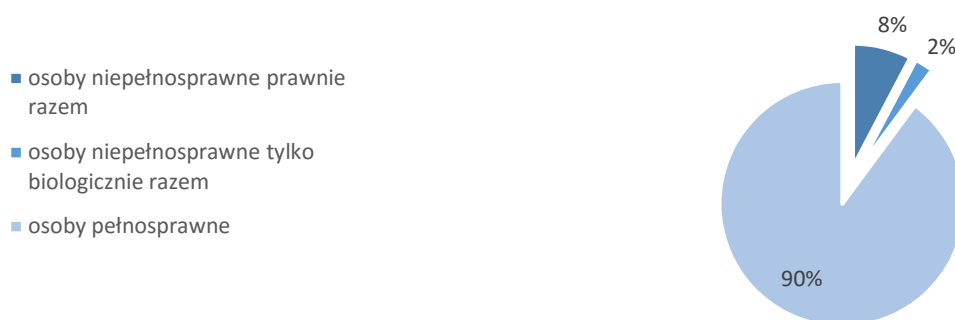 8%
2%
osoby niepełnosprawne prawnie
razem
osoby niepełnosprawne tylko
biologicznie razem
osoby pełnosprawne
90%